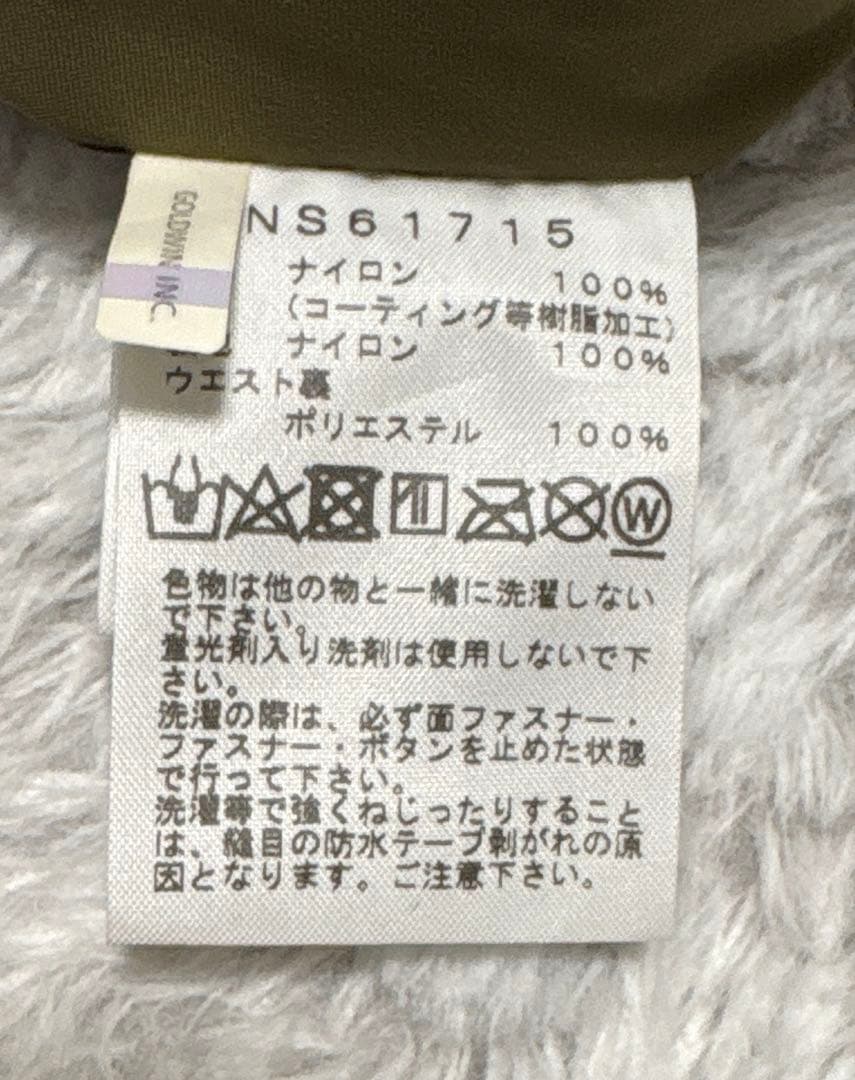 GOLDWIN INC.
NS61715
ナイロン 100%
(コーティング等樹脂加工)
ナイロン 100%
ウエスト裏
ポリエステル 100%
W
色物は他の物と一緒に洗濯しない
で下さい。
蛍光剤入り洗剤は使用しないで下
さい。
洗濯の際は、必ず面ファスナー・
ファスナー・ボタンを止めた状態
で行って下さい。
洗濯等で強くねじったりすること
は、縫目の防水テープ剥がれの原
因となります。ご注意下さい。